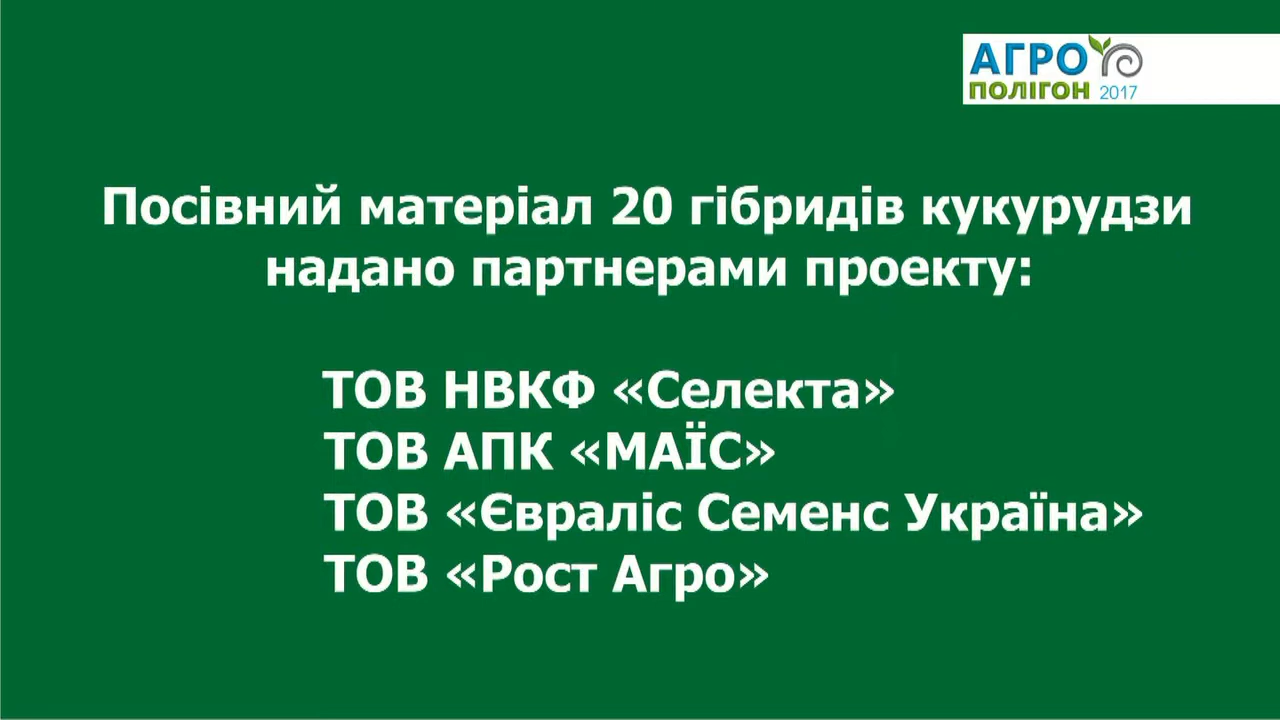 АГРО
ПОЛІГОН 2017
Посівний матеріал 20 гібридів кукурудзи
надано партнерами проекту:
ТОВ НВКФ «Селекта»
ТОВ АПК «МАЇС»
ТОВ «Євраліс Семенс Україна»
ТОВ «Рост Агро»